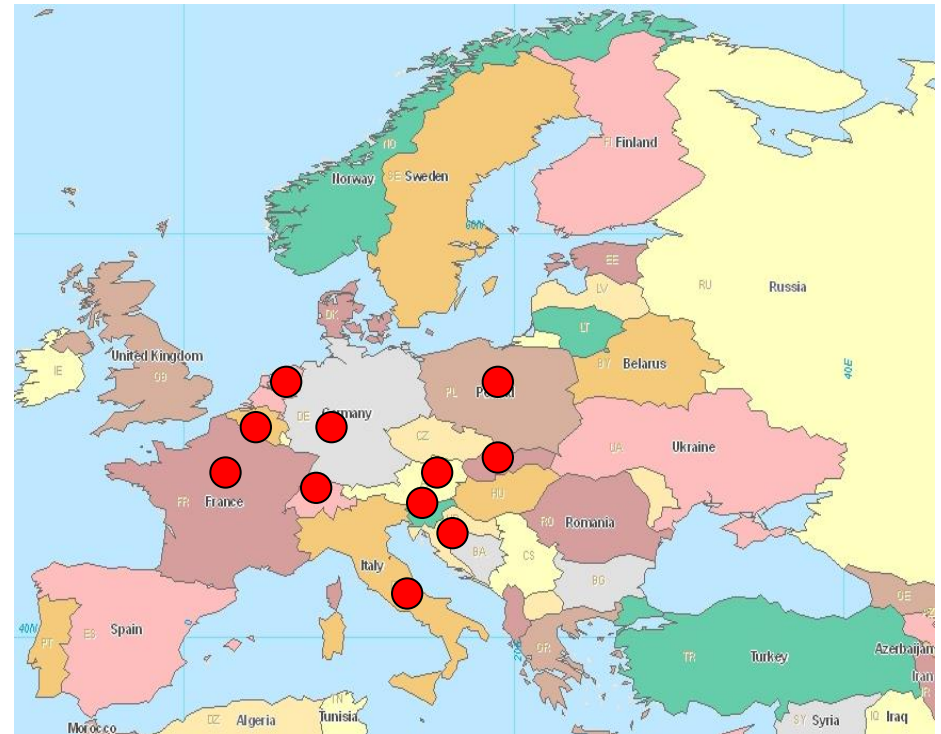 NO
Norway
SE Sweden
FI Finland
60N
EE
RU
Russia
LV
DK
LT
United Kingdom
IE
GB
BY
Belarus
40E
PL
DE
Germany
CZ
UA
Ukraine
FR
France
HU
RO
Romania
Italy
BA
CS
BG
GE
40N
PT
ES
Spain
GR
TR
Turkey
Azerbaijan
Iran
TN
DZ
Algeria
Tunisia
Morocco
SY Syria
IQ Iraq